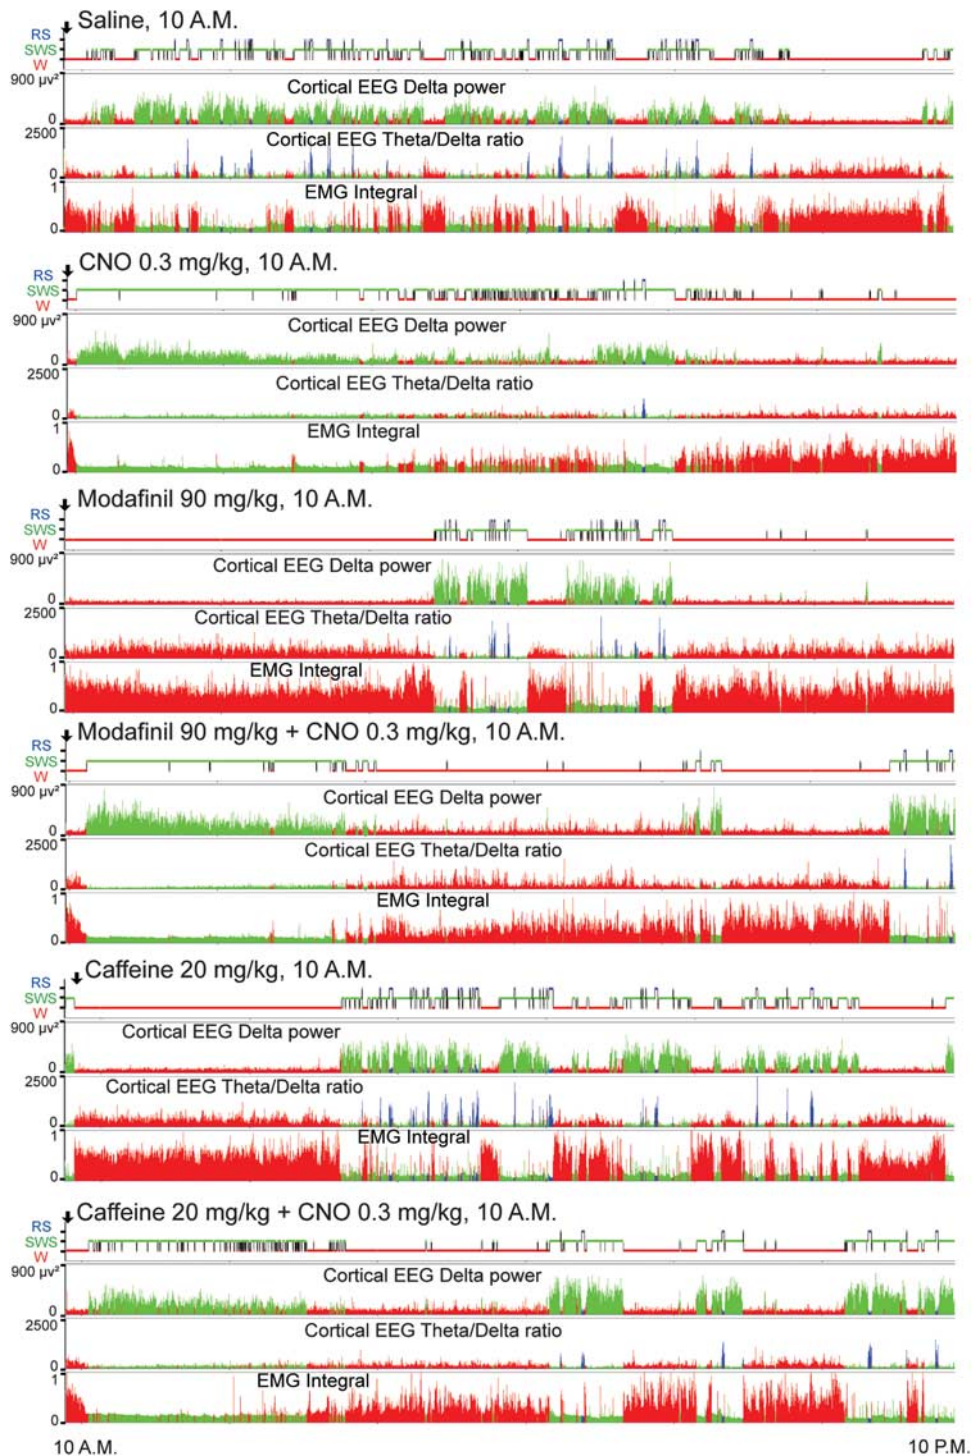 Saline, 10 A.M.
RS
SWS
W
900 μv²
Cortical EEG Delta power
0
2500
Cortical EEG Theta/Delta ratio
0
1
EMG Integral
0
CNO 0.3 mg/kg, 10 A.M.
RS
SWS
W
900 μv²
Cortical EEG Delta power
0
2500
Cortical EEG Theta/Delta ratio
0
1
EMG Integral
0
Modafinil 90 mg/kg, 10 A.M.
RS
SWS
W
900 μv²
Cortical EEG Delta power
0
2500
Cortical EEG Theta/Delta ratio
0
1
EMG Integral
0
Modafinil 90 mg/kg + CNO 0.3 mg/kg, 10 A.M.
RS
SWS
W
900 μv²
Cortical EEG Delta power
0
2500
Cortical EEG Theta/Delta ratio
0
1
EMG Integral
0
Caffeine 20 mg/kg, 10 A.M.
RS
SWS
W
900 μv²
Cortical EEG Delta power
0
2500
Cortical EEG Theta/Delta ratio
0
1
EMG Integral
0
Caffeine 20 mg/kg + CNO 0.3 mg/kg, 10 A.M.
RS
SWS
W
900 μv²
Cortical EEG Delta power
0
2500
Cortical EEG Theta/Delta ratio
0
1
EMG Integral
0
10 A.M. 10 P.M.